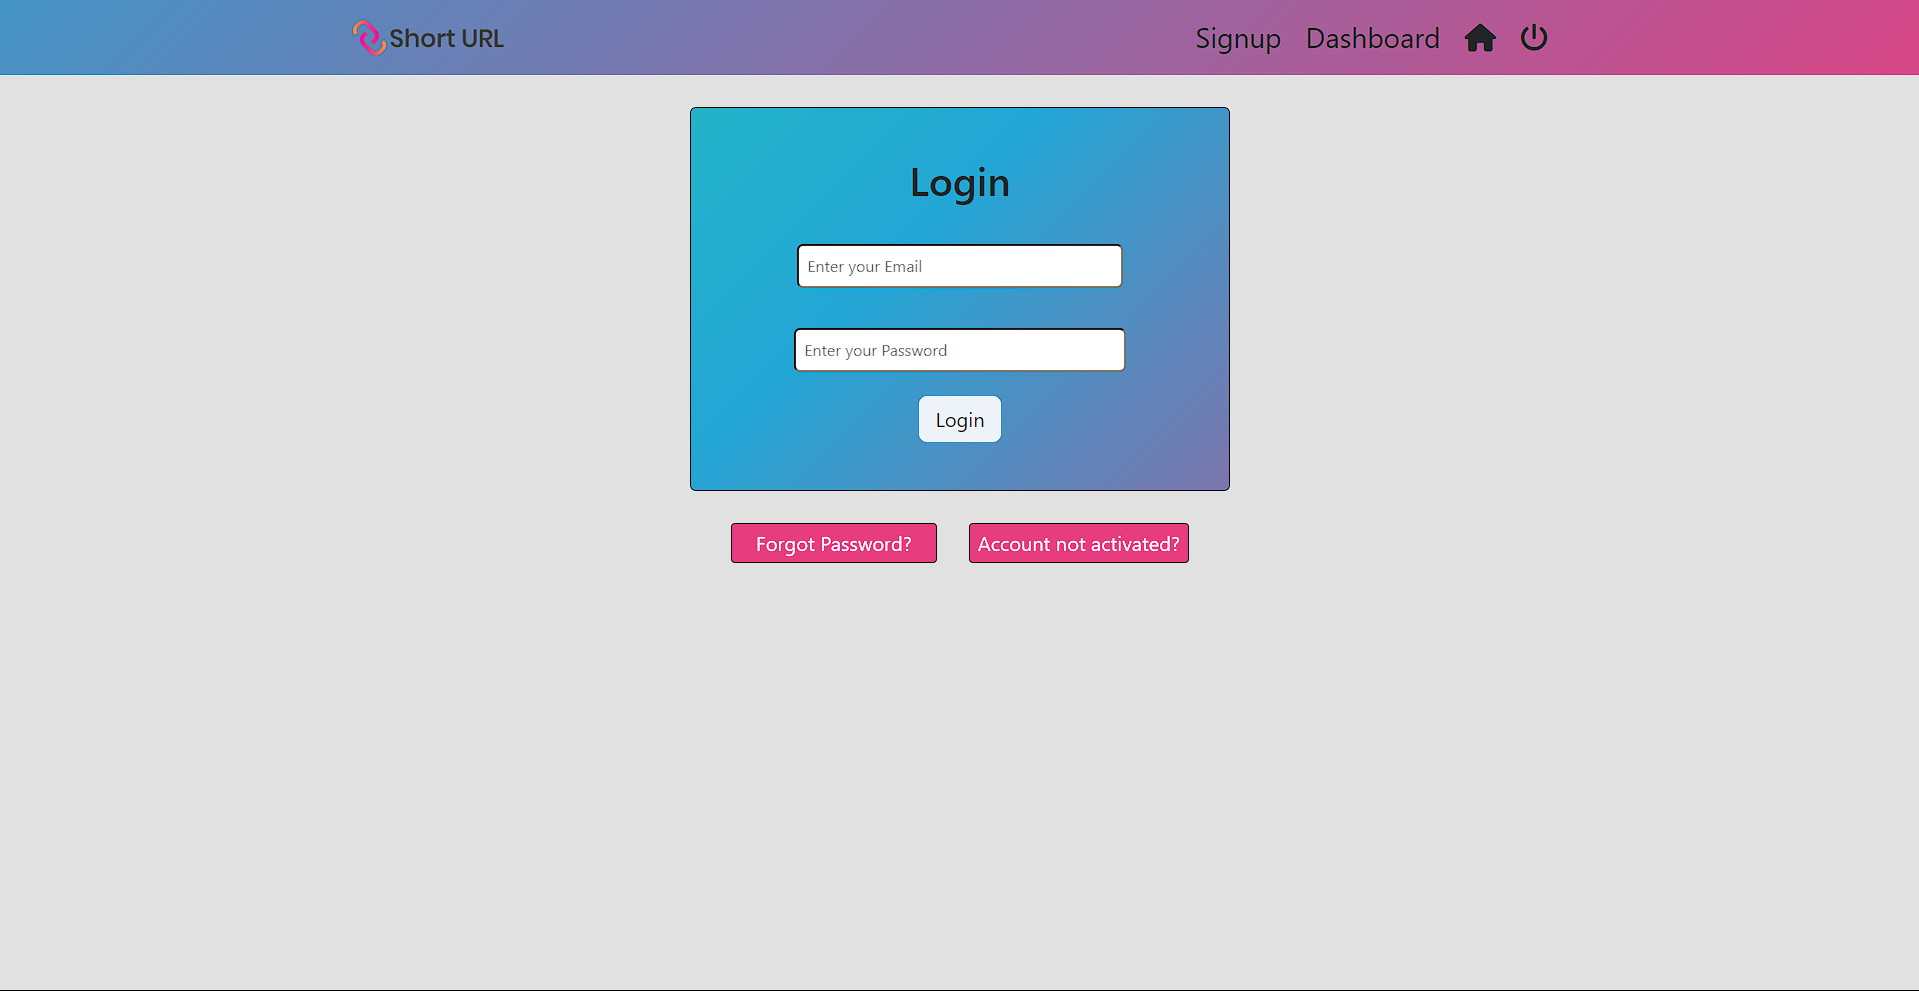 Short URL
Signup Dashboard
Login
Enter your Email
Enter your Password
Login
Forgot Password? Account not activated?